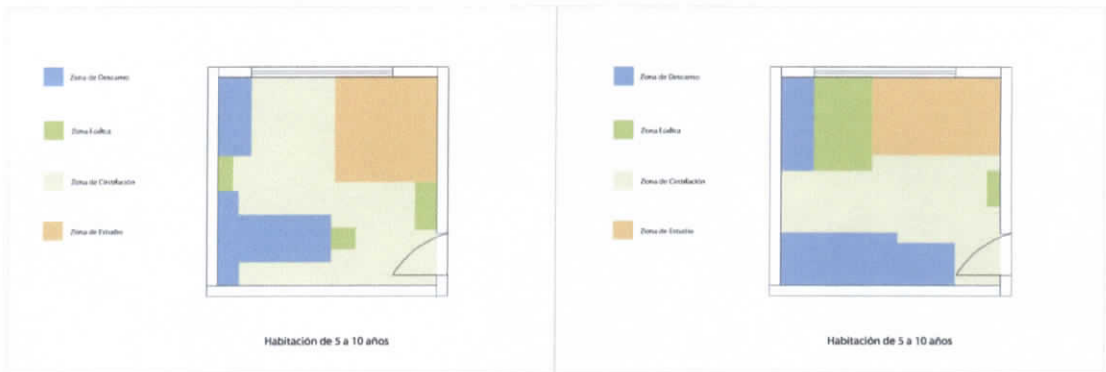 Zona de Descanso
Zona Lúdica
Zona de Circulación
Zona de Estudio
Habitación de 5 a 10 años
Zona de Descanso
Zona Lúdica
Zona de Circulación
Zona de Estudio
Habitación de 5 a 10 años